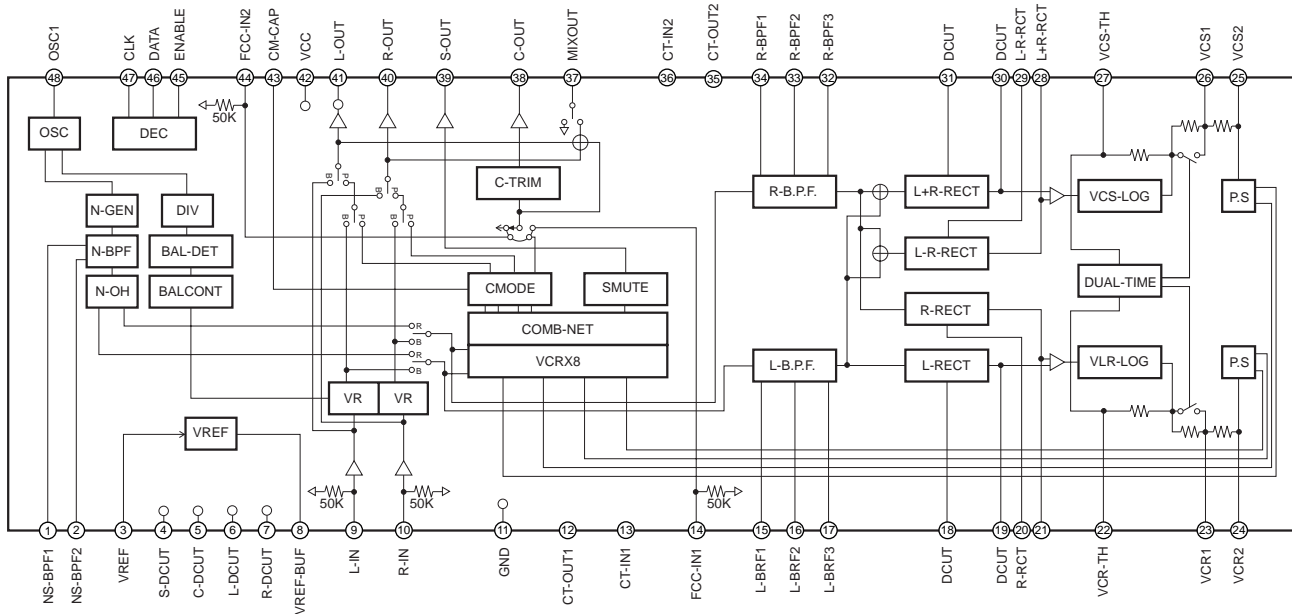 OSC1
CLK
DATA
ENABLE
FCC-IN2
CM-CAP
VCC
L-OUT
R-OUT
S-OUT
C-OUT
MIXOUT
CT-IN2
CT-OUT2
R-BPF1
R-BPF2
R-BPF3
DCUT
DCUT
L-R-RCT
L+R-RCT
VCS-TH
VCS1
VCS2
48
47
46
45
44
43
42
41
40
39
38
37
36
35
34
33
32
31
30
29
28
27
26
25
50K
OSC
DEC
C-TRIM
N-GEN
DIV
R-B.P.F.
L+R-RECT
VCS-LOG
P.S
P
B
P
B
P
B
P
B
N-BPF
BAL-DET
L-R-RECT
N-OH
BALCONT
CMODE
SMUTE
DUAL-TIME
COMB-NET
R-RECT
R
B
R
B
VCRX8
L-B.P.F.
L-RECT
VLR-LOG
P.S
VR
VR
VREF
50K
50K
50K
1
2
3
4
5
6
7
8
9
10
11
12
13
14
15
16
17
18
19
20
21
22
23
24
NS-BPF1
NS-BPF2
VREF
S-DCUT
C-DCUT
L-DCUT
R-DCUT
VREF-BUF
L-IN
R-IN
GND
CT-OUT1
CT-IN1
FCC-IN1
L-BRF1
L-BRF2
L-BRF3
DCUT
DCUT
R-RCT
VCR-TH
VCR1
VCR2